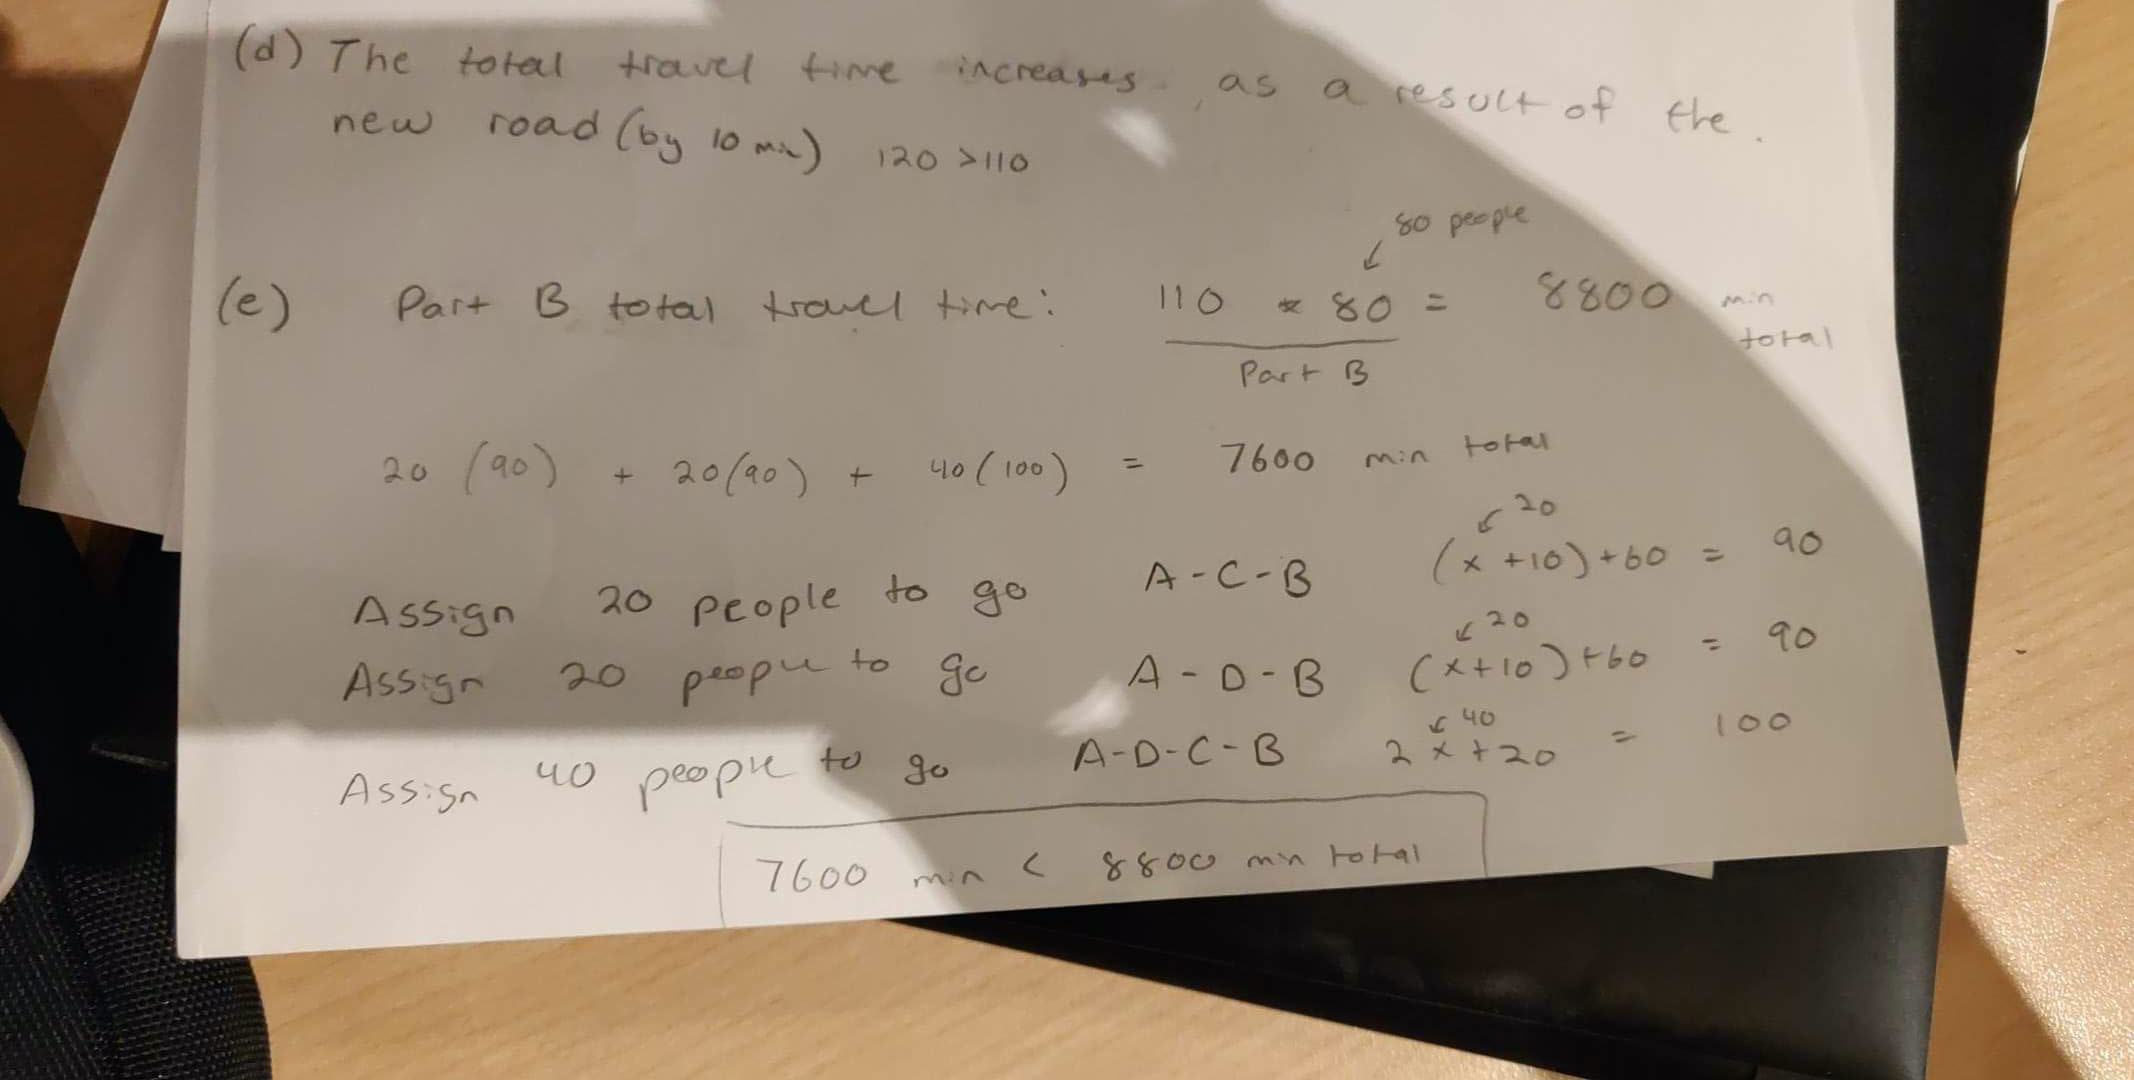 (d) The total travel time increases, as a result of the.
new road (by 10 min) 120 > 110
80 people
(e) Part B total travel time: 110 * 80 = 8800 min
total
Part B
20 (90) + 20(90) + 40(100) = 7600 min total
20
Assign 20 people to go A-C-B (x+10)+60 = 90
20
Assign 20 people to go A-D-B (x+10)+60 = 90
40
Assign 40 people to go A-D-C-B 2x+20 = 100
7600 min < 8800 min total